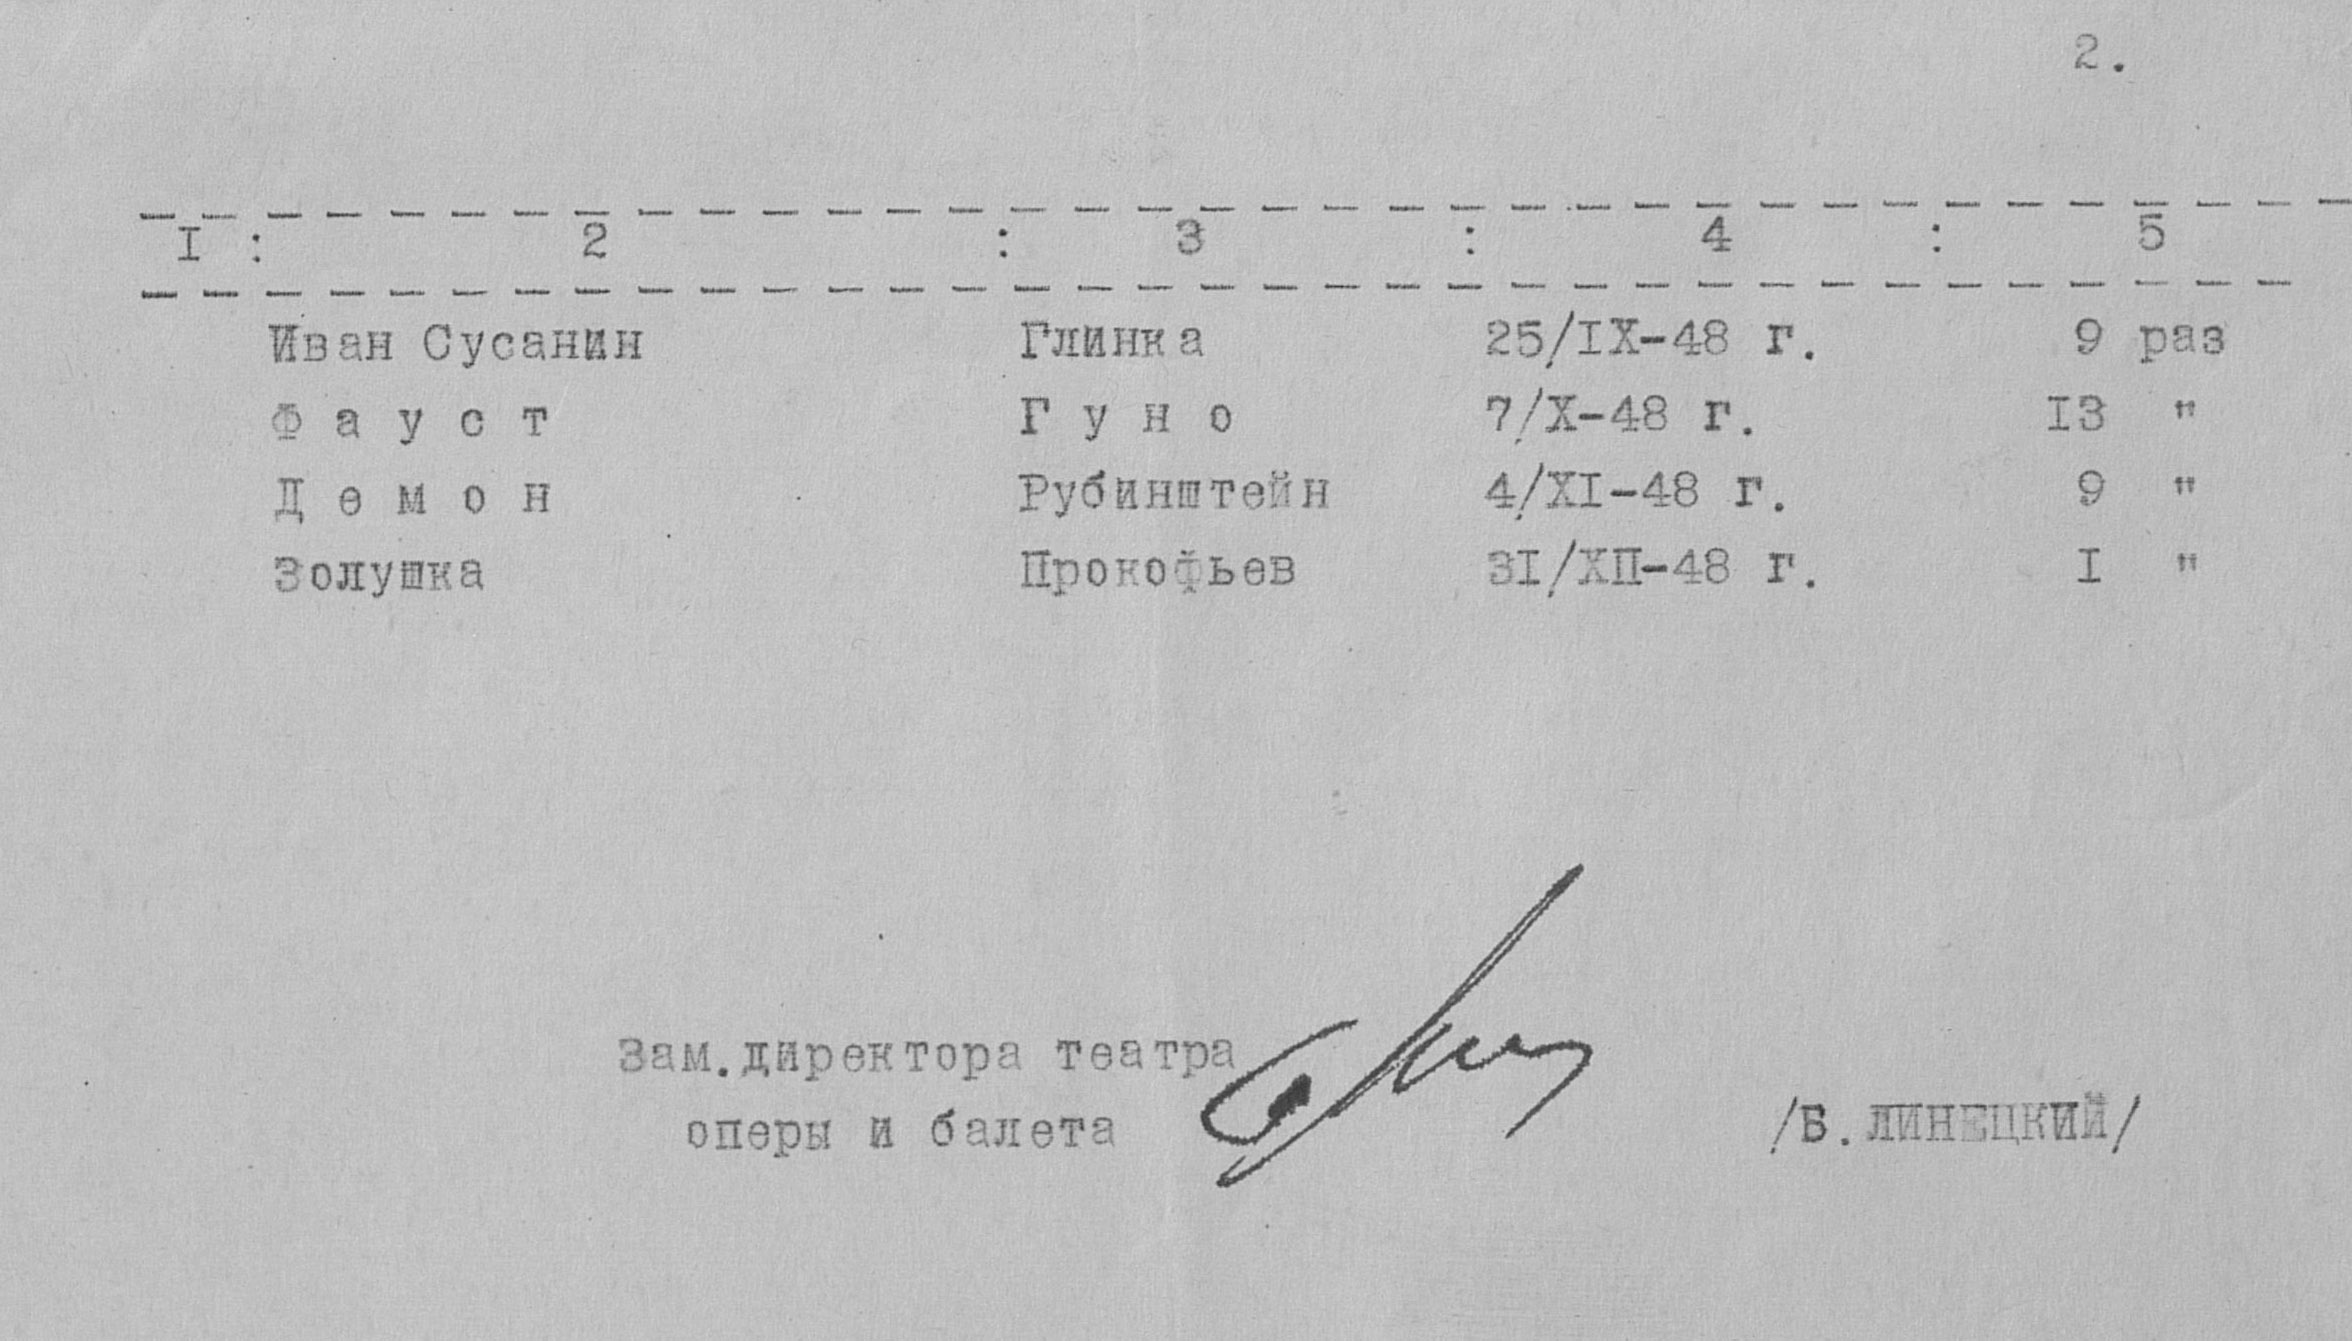 2.
I : 2 : 3 : 4 : 5
Иван Сусанин Глинка 25/IX-48 г. 9 раз
Ф а у с т Г у н о 7/X-48 г. I3 "
Д е м о н Рубинштейн 4/XI-48 г. 9 "
Золушка Прокофьев 3I/ХП-48 г. I "
Зам.директора театра
оперы и балета /Б.ЛИНЕЦКИЙ/